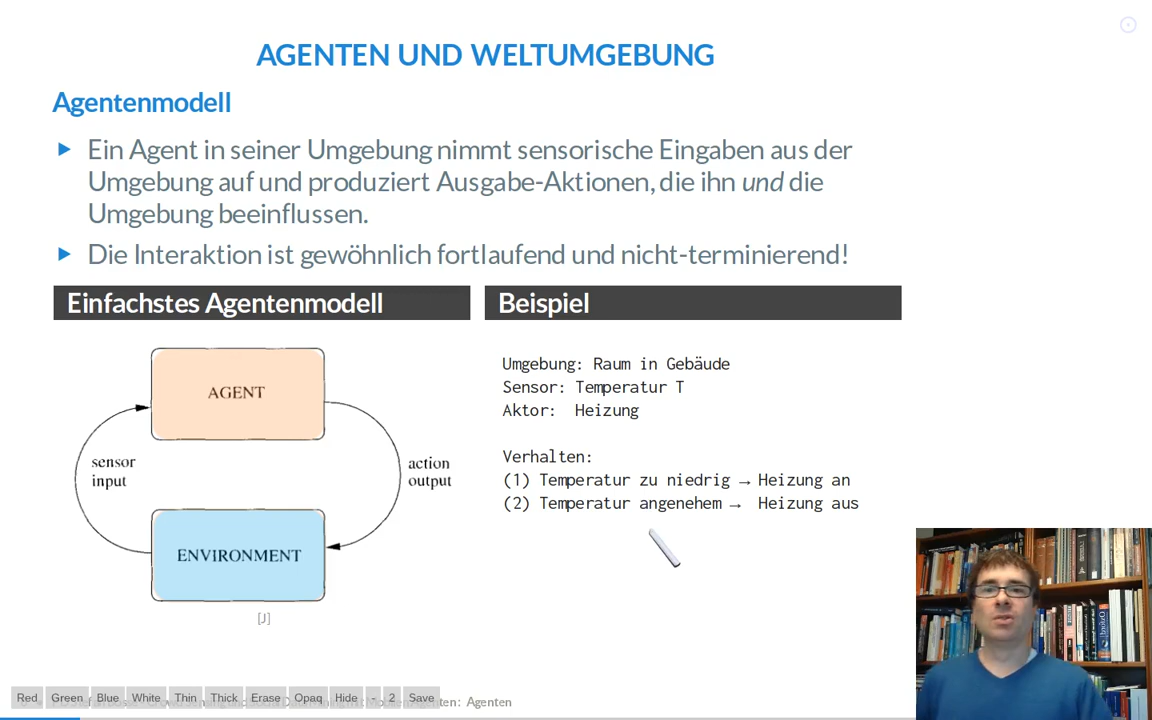 AGENTEN UND WELTUMGEBUNG
Agentenmodell
Ein Agent in seiner Umgebung nimmt sensorische Eingaben aus der
Umgebung auf und produziert Ausgabe-Aktionen, die ihn und die
Umgebung beeinflussen.
Die Interaktion ist gewöhnlich fortlaufend und nicht-terminierend!
Einfachstes Agentenmodell
AGENT
sensor
input
action
output
ENVIRONMENT
[J]
Beispiel
Umgebung: Raum in Gebäude
Sensor: Temperatur T
Aktor: Heizung
Verhalten:
(1) Temperatur zu niedrig → Heizung an
(2) Temperatur angenehem → Heizung aus
Red Green Blue White Thin Thick Erase Opaq Hide - 2 Save
Agenten